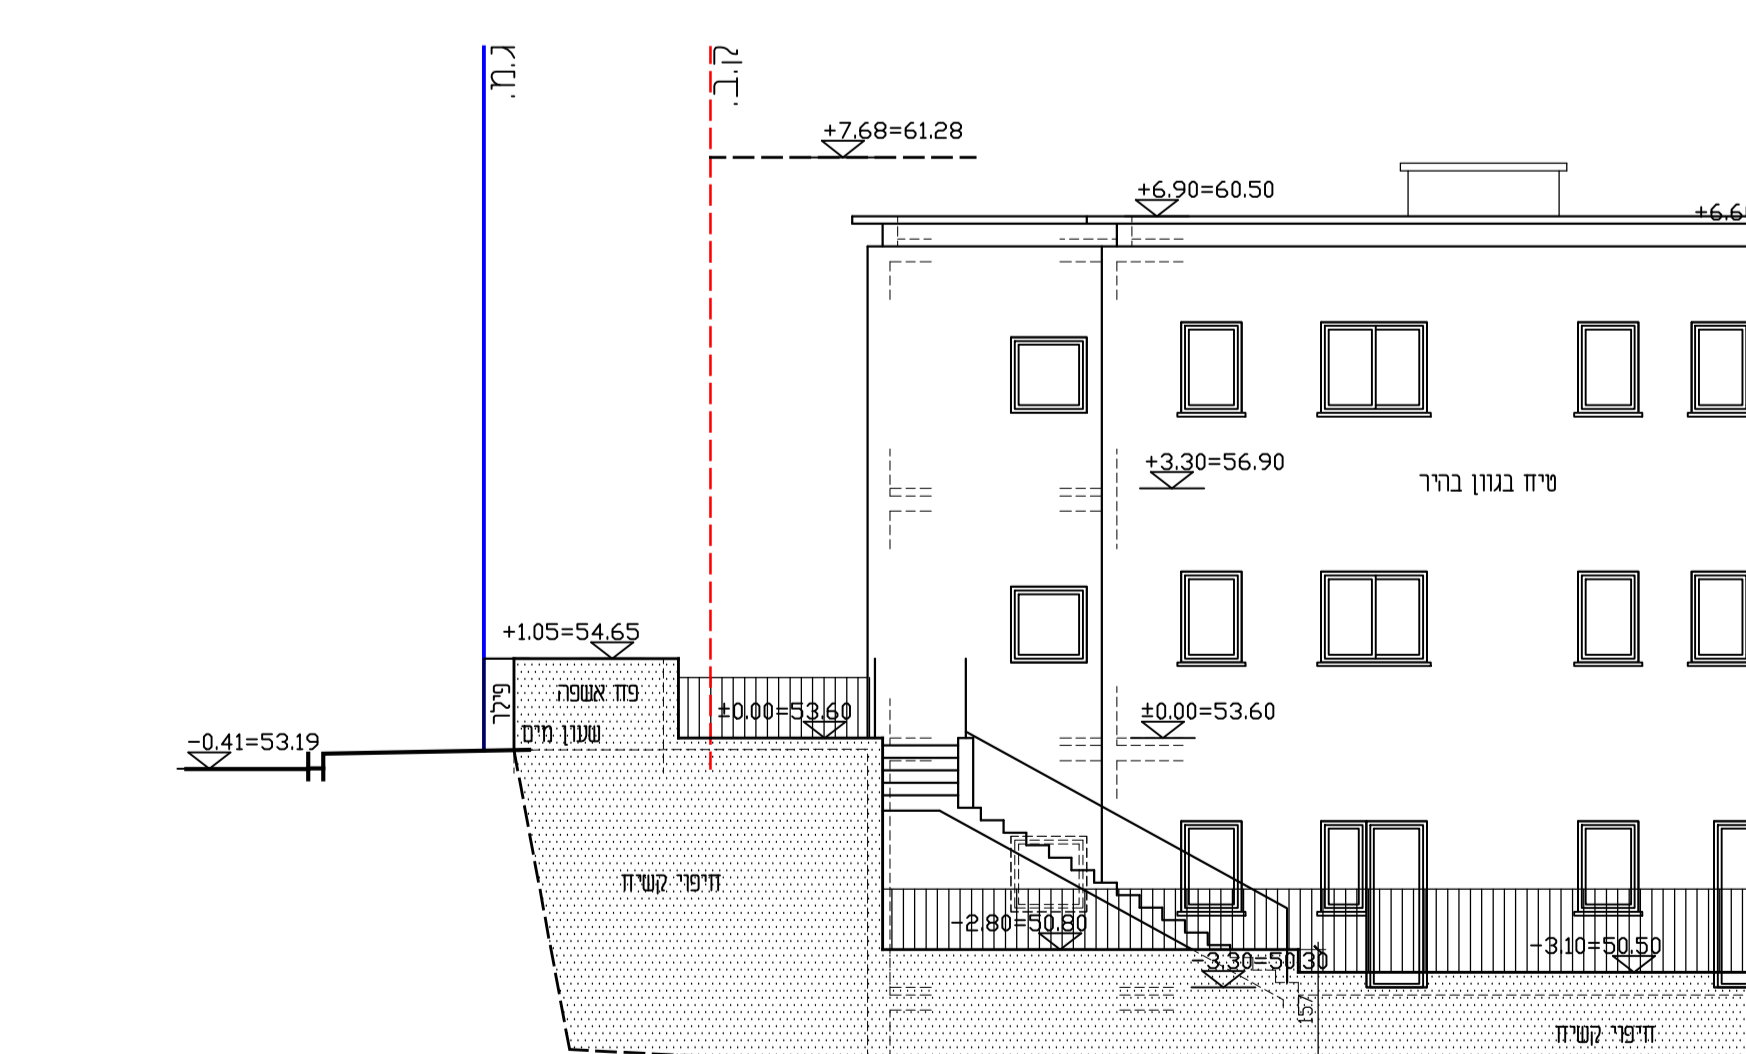 ג.מ.
ק.ב.
+7.68=61.28
+6.90=60.50
+3.30=56.90
טיח בגוון בהיר
+1.05=54.65
פילר
פח אשפה
שעון מים
±0.00=53.60
±0.00=53.60
-0.41=53.19
חיפוי קשיח
-2.80=50.80
-3.30=50.30
-3.10=50.50
157
חיפוי קשיח